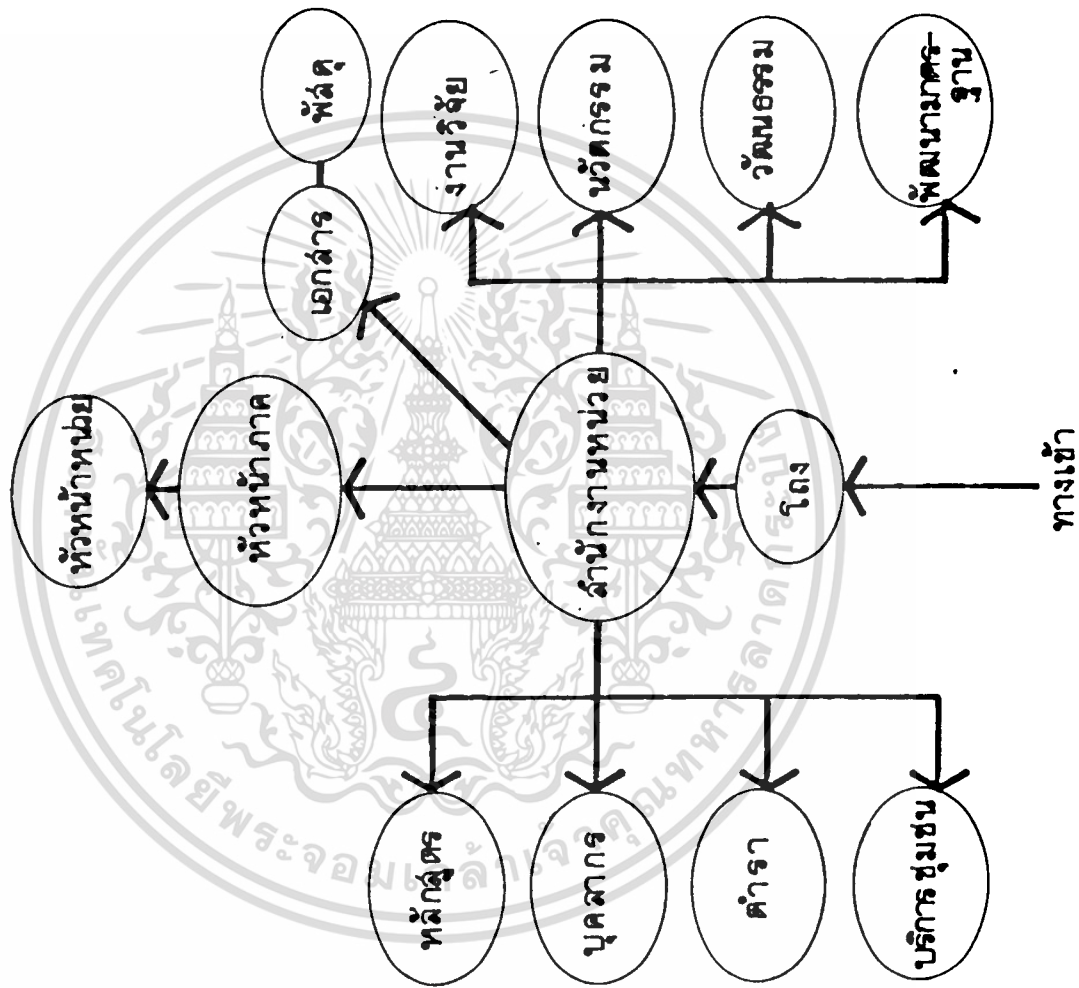 หัวหน้าหน่วย
หัวหน้าภาค
เอกสาร
พัสดุ
สำนักงานหน่วย
โถง
ทางเข้า
หลักสูตร
บุคลากร
ตำรา
บริการชุมชน
งานวิจัย
นวัตกรรม
วัฒนธรรม
พัฒนามาตร-
ฐาน